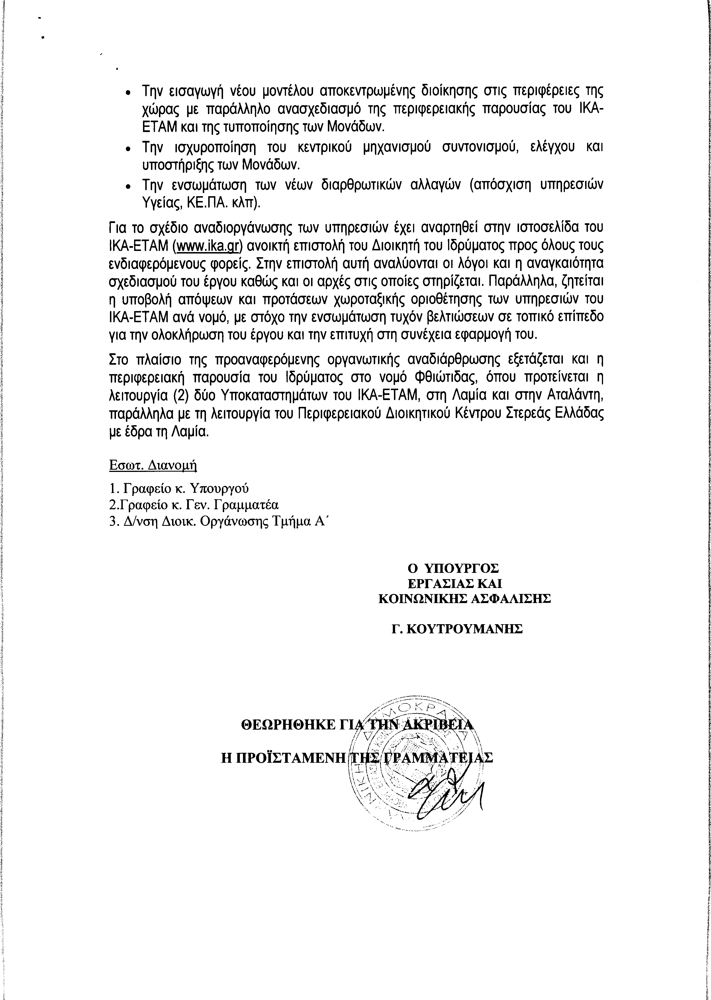 • Την εισαγωγή νέου μοντέλου αποκεντρωμένης διοίκησης στις περιφέρειες της
χώρας με παράλληλο ανασχεδιασμό της περιφερειακής παρουσίας του ΙΚΑ-
ΕΤΑΜ και της τυποποίησης των Μονάδων.
• Την ισχυροποίηση του κεντρικού μηχανισμού συντονισμού, ελέγχου και
υποστήριξης των Μονάδων.
• Την ενσωμάτωση των νέων διαρθρωτικών αλλαγών (απόσχιση υπηρεσιών
Υγείας, ΚΕ.ΠΑ. κλπ).
Για το σχέδιο αναδιοργάνωσης των υπηρεσιών έχει αναρτηθεί στην ιστοσελίδα του
ΙΚΑ-ΕΤΑΜ (www.ika.gr) ανοικτή επιστολή του Διοικητή του Ιδρύματος προς όλους τους
ενδιαφερόμενους φορείς. Στην επιστολή αυτή αναλύονται οι λόγοι και η αναγκαιότητα
σχεδιασμού του έργου καθώς και οι αρχές στις οποίες στηρίζεται. Παράλληλα, ζητείται
η υποβολή απόψεων και προτάσεων χωροταξικής οριοθέτησης των υπηρεσιών του
ΙΚΑ-ΕΤΑΜ ανά νομό, με στόχο την ενσωμάτωση τυχόν βελτιώσεων σε τοπικό επίπεδο
για την ολοκλήρωση του έργου και την επιτυχή στη συνέχεια εφαρμογή του.
Στο πλαίσιο της προαναφερόμενης οργανωτικής αναδιάρθρωσης εξετάζεται και η
περιφερειακή παρουσία του Ιδρύματος στο νομό Φθιώτιδας, όπου προτείνεται η
λειτουργία (2) δύο Υποκαταστημάτων του ΙΚΑ-ΕΤΑΜ, στη Λαμία και στην Αταλάντη,
παράλληλα με τη λειτουργία του Περιφερειακού Διοικητικού Κέντρου Στερεάς Ελλάδας
με έδρα τη Λαμία.
Εσωτ. Διανομή
1. Γραφείο κ. Υπουργού
2.Γραφείο κ. Γεν. Γραμματέα
3. Δ/νση Διοικ. Οργάνωσης Τμήμα Α΄
Ο ΥΠΟΥΡΓΟΣ
ΕΡΓΑΣΙΑΣ ΚΑΙ
ΚΟΙΝΩΝΙΚΗΣ ΑΣΦΑΛΙΣΗΣ
Γ. ΚΟΥΤΡΟΥΜΑΝΗΣ
ΘΕΩΡΗΘΗΚΕ ΓΙΑ ΤΗΝ ΑΚΡΙΒΕΙΑ
Η ΠΡΟΪΣΤΑΜΕΝΗ ΤΗΣ ΓΡΑΜΜΑΤΕΙΑΣ